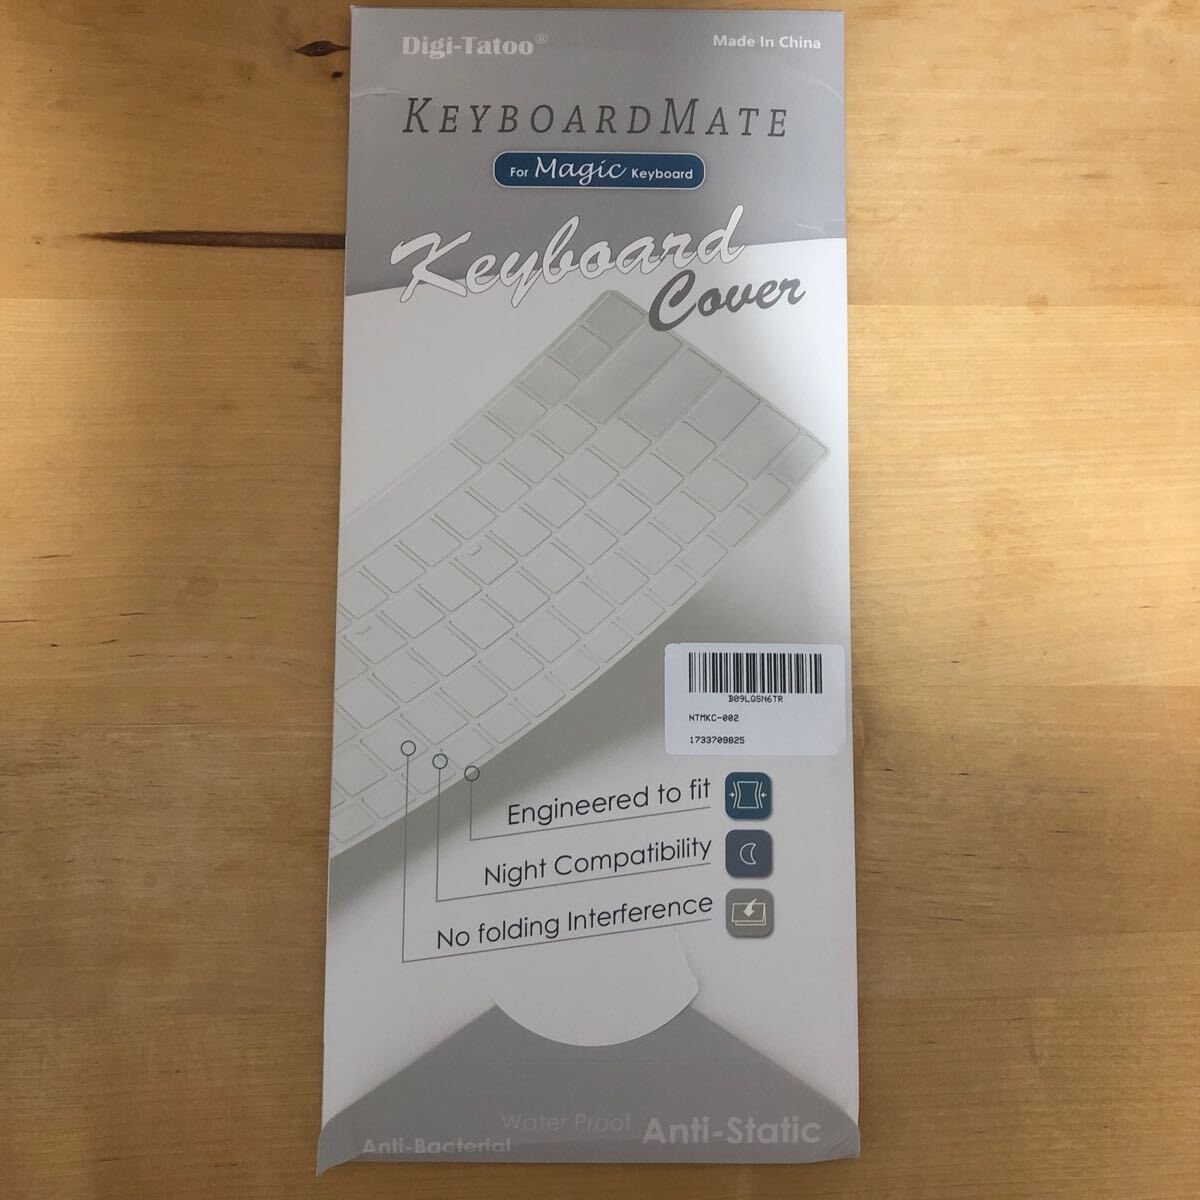 Digi-Tatoo®
Made In China
KEYBOARDMATE
For Magic Keyboard
Keyboard
Cover
B09LQSN6TR
NTMKC-002
1733709825
Engineered to fit
Night Compatibility
No folding Interference
Water Proof
Anti-Static
Anti-Bacterial